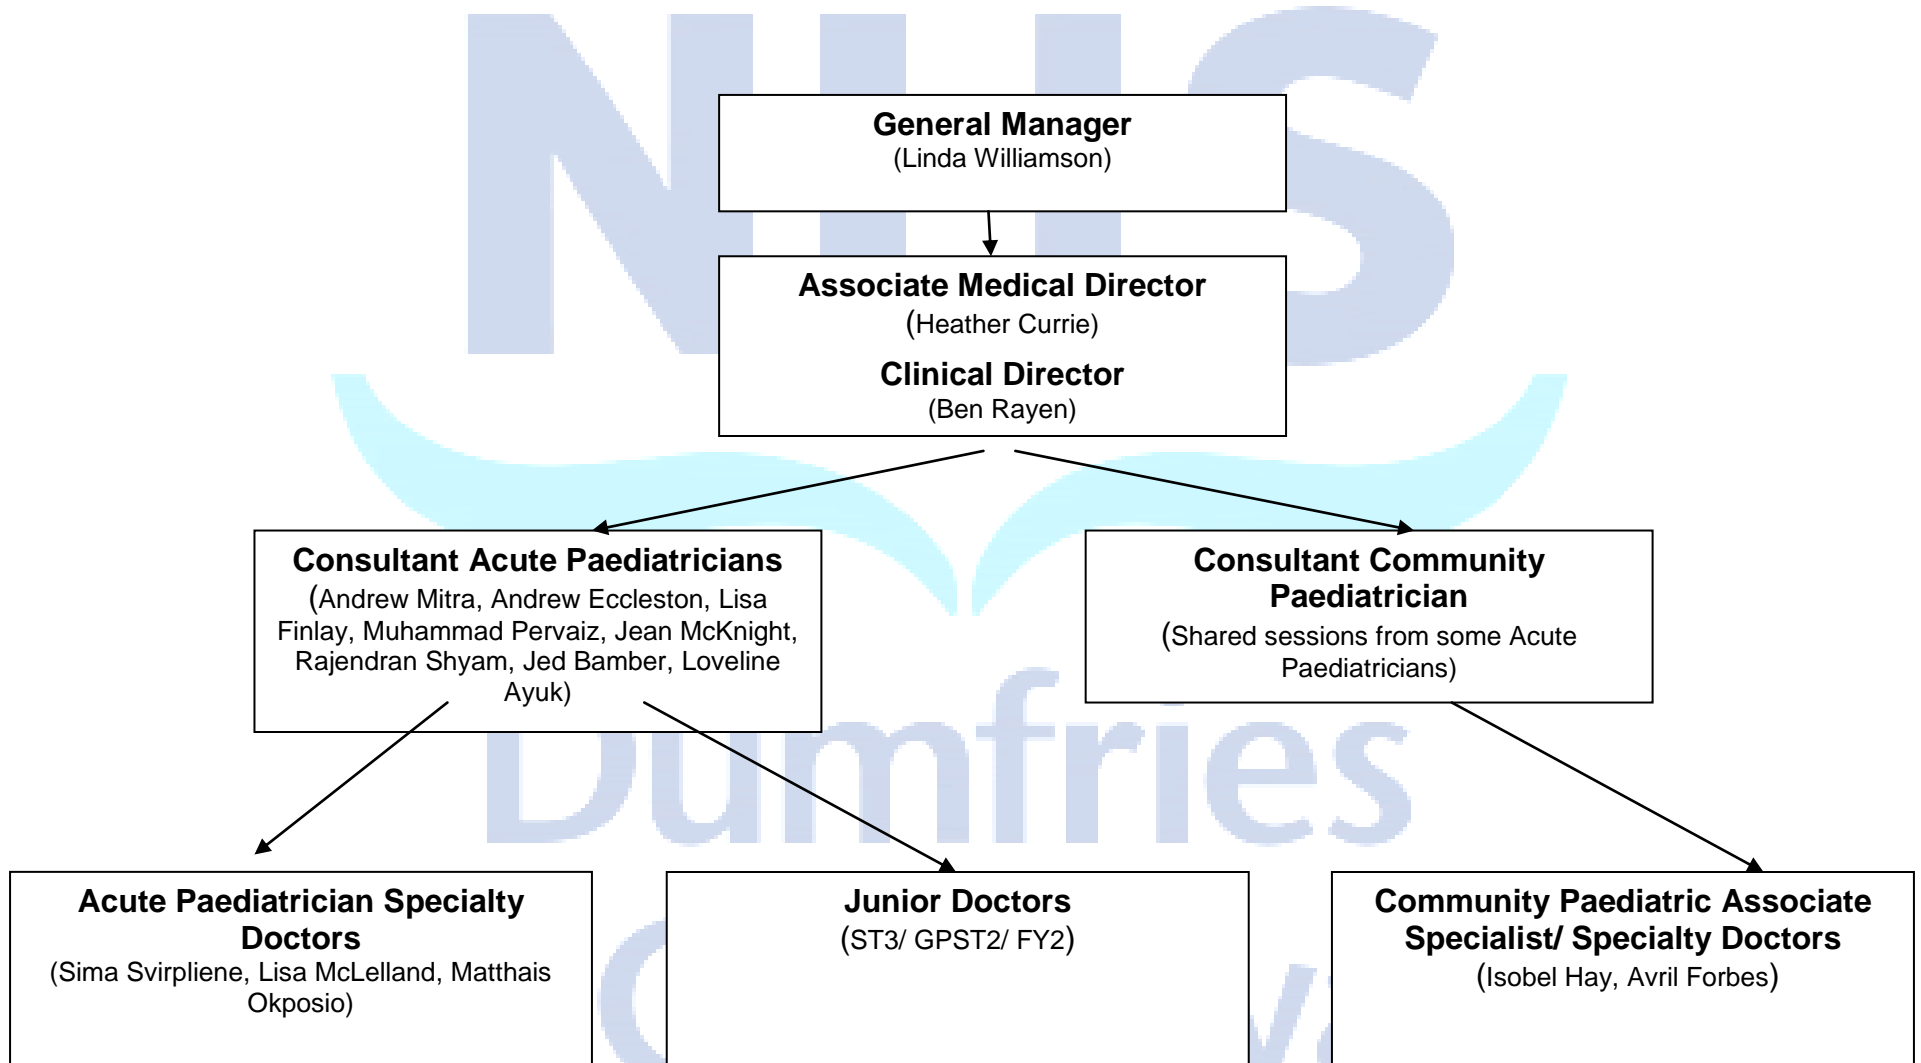 NHS
General Manager
(Linda Williamson)
Associate Medical Director
(Heather Currie)
Clinical Director
(Ben Rayen)
Consultant Acute Paediatricians
(Andrew Mitra, Andrew Eccleston, Lisa
Finlay, Muhammad Pervaiz, Jean McKnight,
Rajendran Shyam, Jed Bamber, Loveline
Ayuk)
Consultant Community
Paediatrician
(Shared sessions from some Acute
Paediatricians)
Dumfries
Acute Paediatrician Specialty
Doctors
(Sima Svirpliene, Lisa McLelland, Matthais
Okposio)
Junior Doctors
(ST3/ GPST2/ FY2)
Community Paediatric Associate
Specialist/ Specialty Doctors
(Isobel Hay, Avril Forbes)